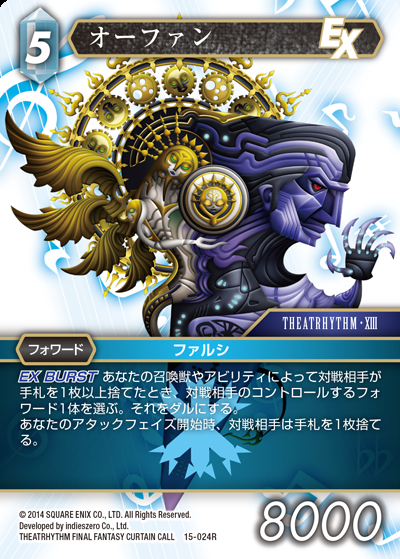 5
オーファン
EX
THEATRHYTHM・XIII
フォワード
ファルシ
EX BURST あなたの召喚獣やアビリティによって対戦相手が
手札を1枚以上捨てたとき、対戦相手のコントロールするフォ
ワード1体を選ぶ。それをダルにする。
あなたのアタックフェイズ開始時、対戦相手は手札を1枚捨て
る。
© 2014 SQUARE ENIX CO., LTD. All Rights Reserved.
Developed by indieszero Co., Ltd.
THEATRHYTHM FINAL FANTASY CURTAIN CALL 15-024R
8000